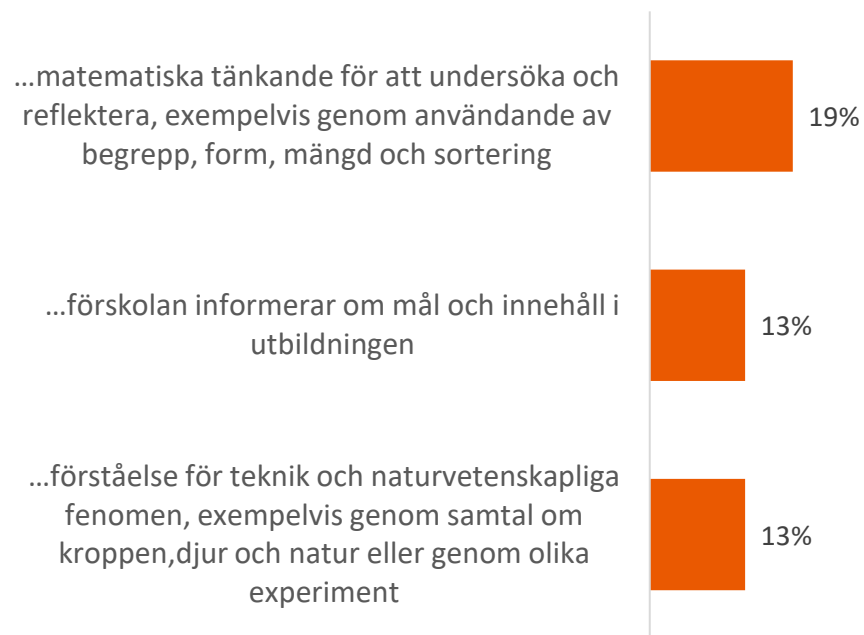 ...matematiska tänkande för att undersöka och
reflektera, exempelvis genom användande av
begrepp, form, mängd och sortering
19%
...förskolan informerar om mål och innehåll i
utbildningen
13%
...förståelse för teknik och naturvetenskapliga
fenomen, exempelvis genom samtal om
kroppen,djur och natur eller genom olika
experiment
13%